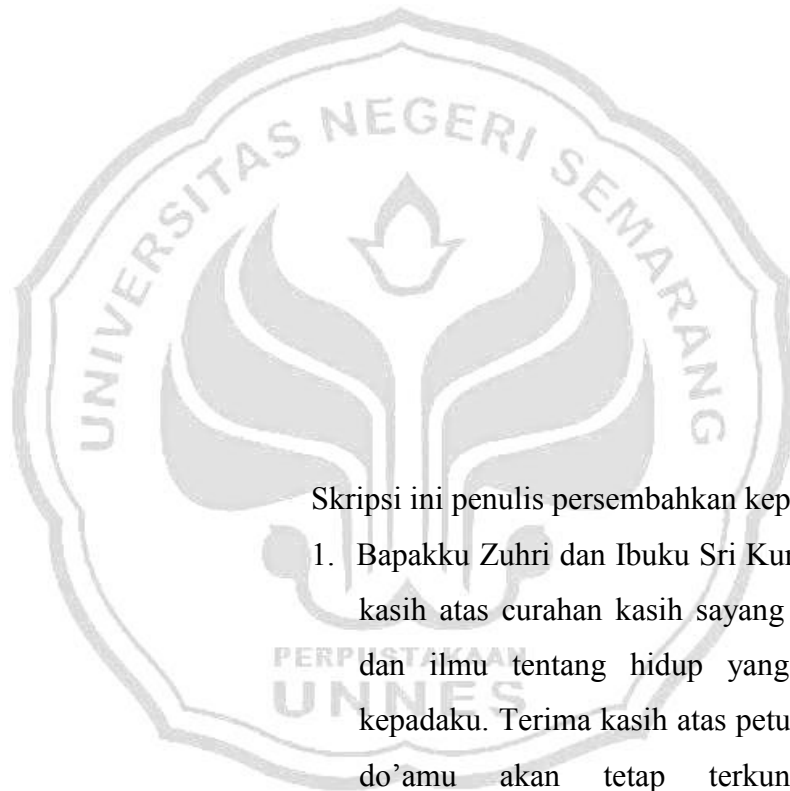 UNIVERSITAS NEGERI SEMARANG
Skripsi ini penulis persembahkan kep
1. Bapakku Zuhri dan Ibuku Sri Kur
kasih atas curahan kasih sayang
dan ilmu tentang hidup yang
PERPUSTAKAAN
UNNES
kepadaku. Terima kasih atas petu
do’amu akan tetap terkun